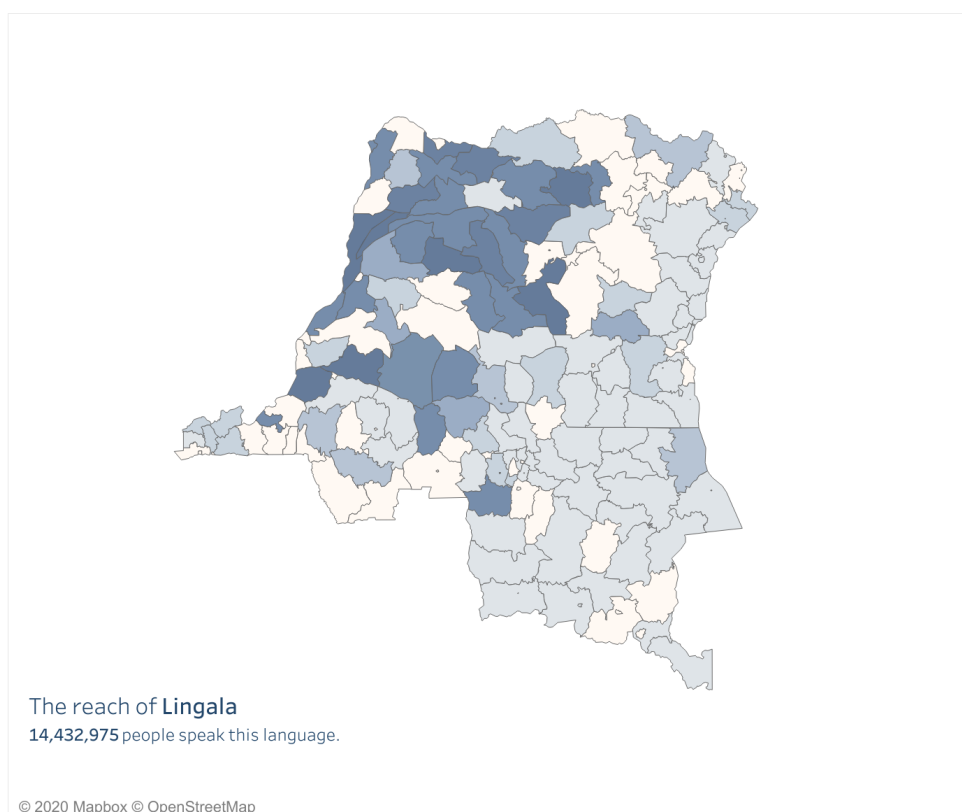 The reach of Lingala
14,432,975 people speak this language.
© 2020 Mapbox © OpenStreetMap